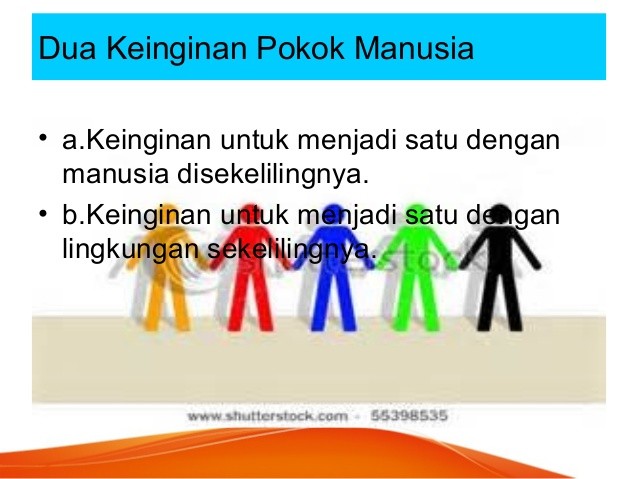 Dua Keinginan Pokok Manusia
• a.Keinginan untuk menjadi satu dengan
manusia disekelilingnya.
• b.Keinginan untuk menjadi satu dengan
lingkungan sekelilingnya.
shutterstock
www.shutterstock.com - 55398535